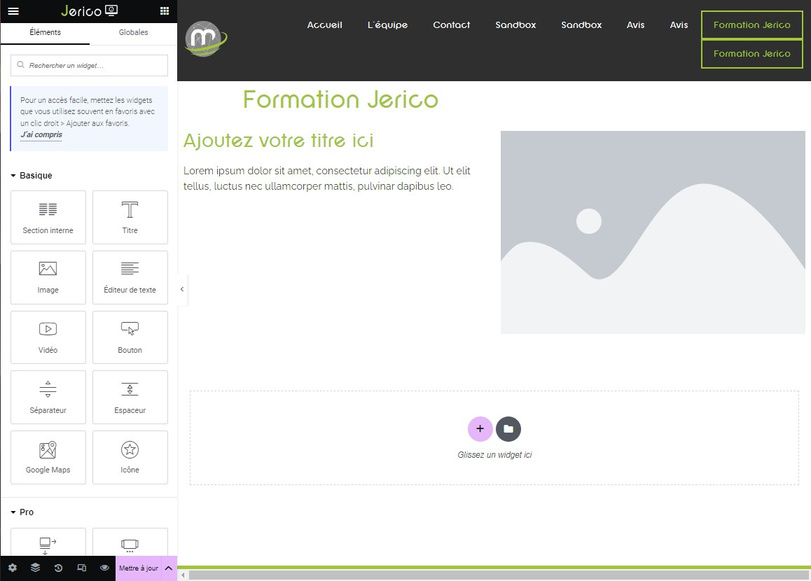 Jerico
Éléments
Globales
Rechercher un widget...
Pour un accès facile, mettez les widgets
que vous utilisez souvent en favoris avec
un clic droit > Ajouter aux favoris.
J'ai compris
Basique
Section interne
Titre
Image
Éditeur de texte
Vidéo
Bouton
Séparateur
Espaceur
Google Maps
Icône
Pro
Mettre à jour
m
Accueil
L'équipe
Contact
Sandbox
Sandbox
Avis
Avis
Formation Jerico
Formation Jerico
Formation Jerico
Ajoutez votre titre ici
Lorem ipsum dolor sit amet, consectetur adipiscing elit. Ut elit
tellus, luctus nec ullamcorper mattis, pulvinar dapibus leo.
Glissez un widget ici